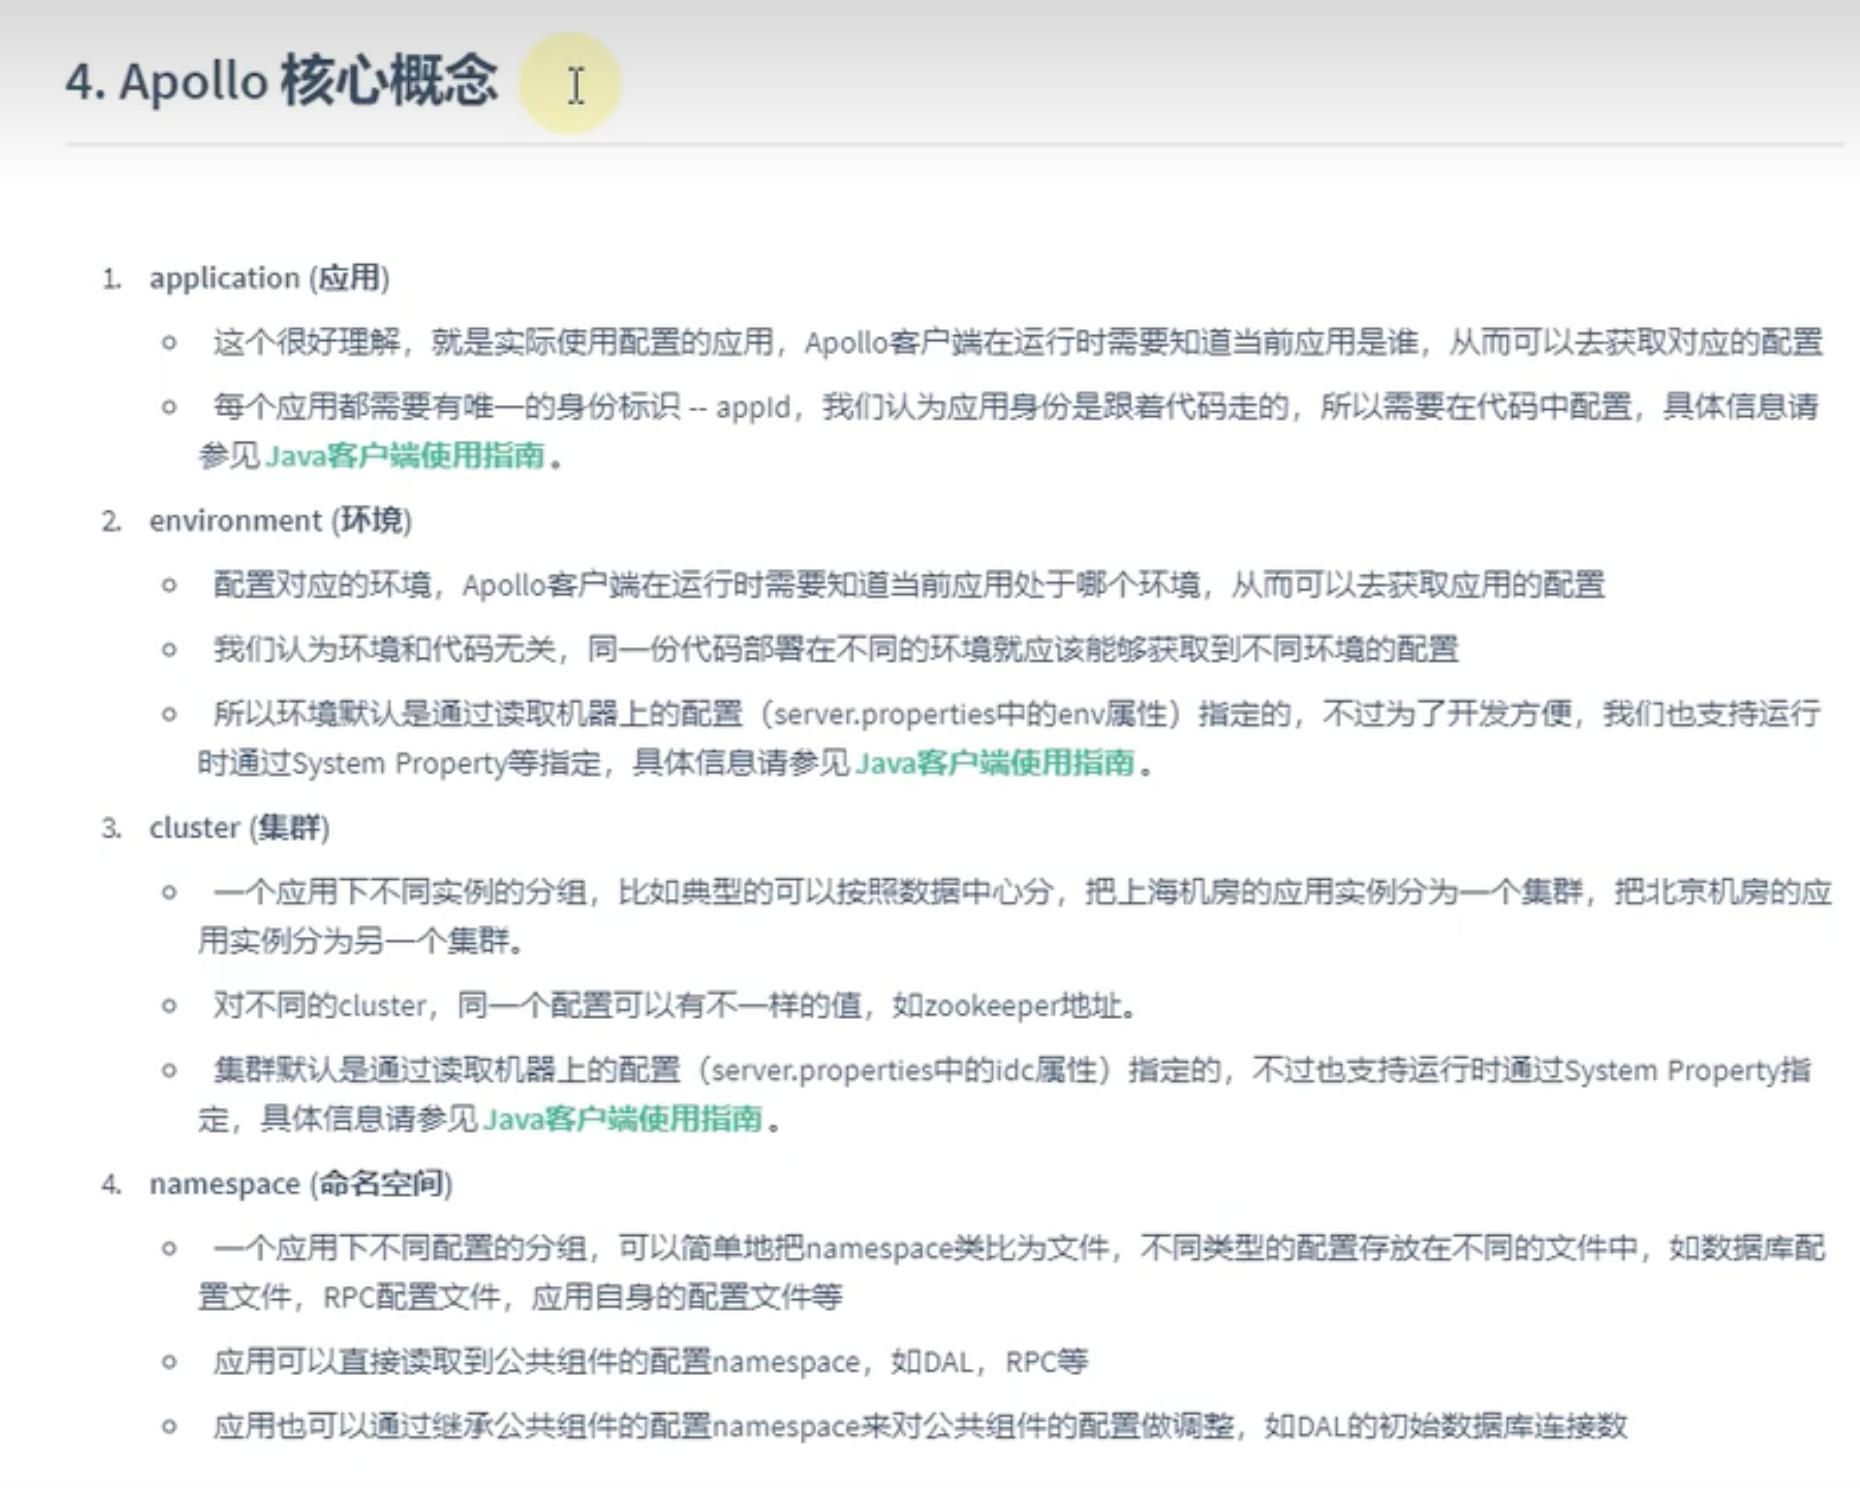 4. Apollo 核心概念
1. application (应用)
这个很好理解，就是实际使用配置的应用，Apollo客户端在运行时需要知道当前应用是谁，从而可以去获取对应的配置
每个应用都需要有唯一的身份标识 -- appId，我们认为应用身份是跟着代码走的，所以需要在代码中配置，具体信息请
参见Java客户端使用指南。
2. environment (环境)
配置对应的环境，Apollo客户端在运行时需要知道当前应用处于哪个环境，从而可以去获取应用的配置
我们认为环境和代码无关，同一份代码部署在不同的环境就应该能够获取到不同环境的配置
所以环境默认是通过读取机器上的配置（server.properties中的env属性）指定的，不过为了开发方便，我们也支持运行
时通过System Property等指定，具体信息请参见Java客户端使用指南。
3. cluster (集群)
一个应用下不同实例的分组，比如典型的可以按照数据中心分，把上海机房的应用实例分为一个集群，把北京机房的应
用实例分为另一个集群。
对不同的cluster，同一个配置可以有不一样的值，如zookeeper地址。
集群默认是通过读取机器上的配置（server.properties中的idc属性）指定的，不过也支持运行时通过System Property指
定，具体信息请参见Java客户端使用指南。
4. namespace (命名空间)
一个应用下不同配置的分组，可以简单地把namespace类比为文件，不同类型的配置存放在不同的文件中，如数据库配
置文件，RPC配置文件，应用自身的配置文件等
应用可以直接读取到公共组件的配置namespace，如DAL，RPC等
应用也可以通过继承公共组件的配置namespace来对公共组件的配置做调整，如DAL的初始数据库连接数